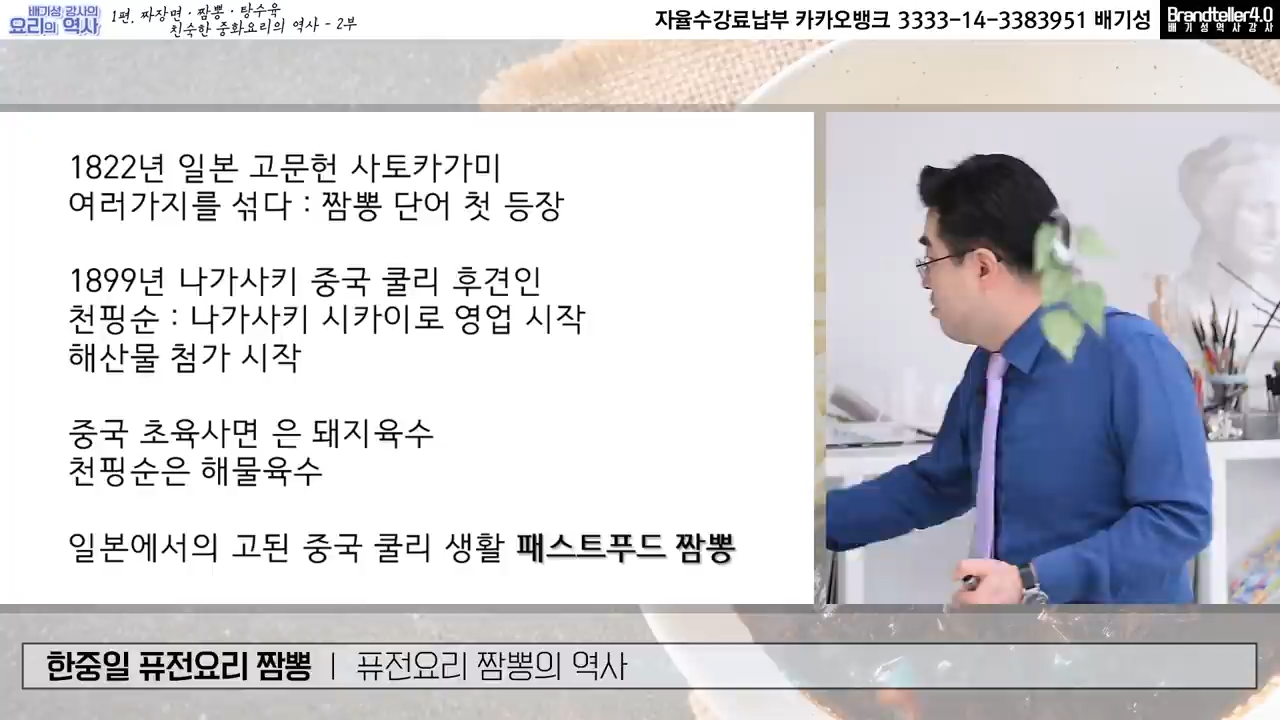 배기성 강사의
요리의 역사
1편. 짜장면·짬뽕·탕수육
친숙한 중화요리의 역사 - 2부
자율수강료납부 카카오뱅크 3333-14-3383951 배기성
Brandteller4.0
배기성역사강사
1822년 일본 고문헌 사토카가미
여러가지를 섞다 : 짬뽕 단어 첫 등장
1899년 나가사키 중국 쿨리 후견인
천핑순 : 나가사키 시카이로 영업 시작
해산물 첨가 시작
중국 초육사면 은 돼지육수
천핑순은 해물육수
일본에서의 고된 중국 쿨리 생활 패스트푸드 짬뽕
한중일 퓨전요리 짬뽕 | 퓨전요리 짬뽕의 역사